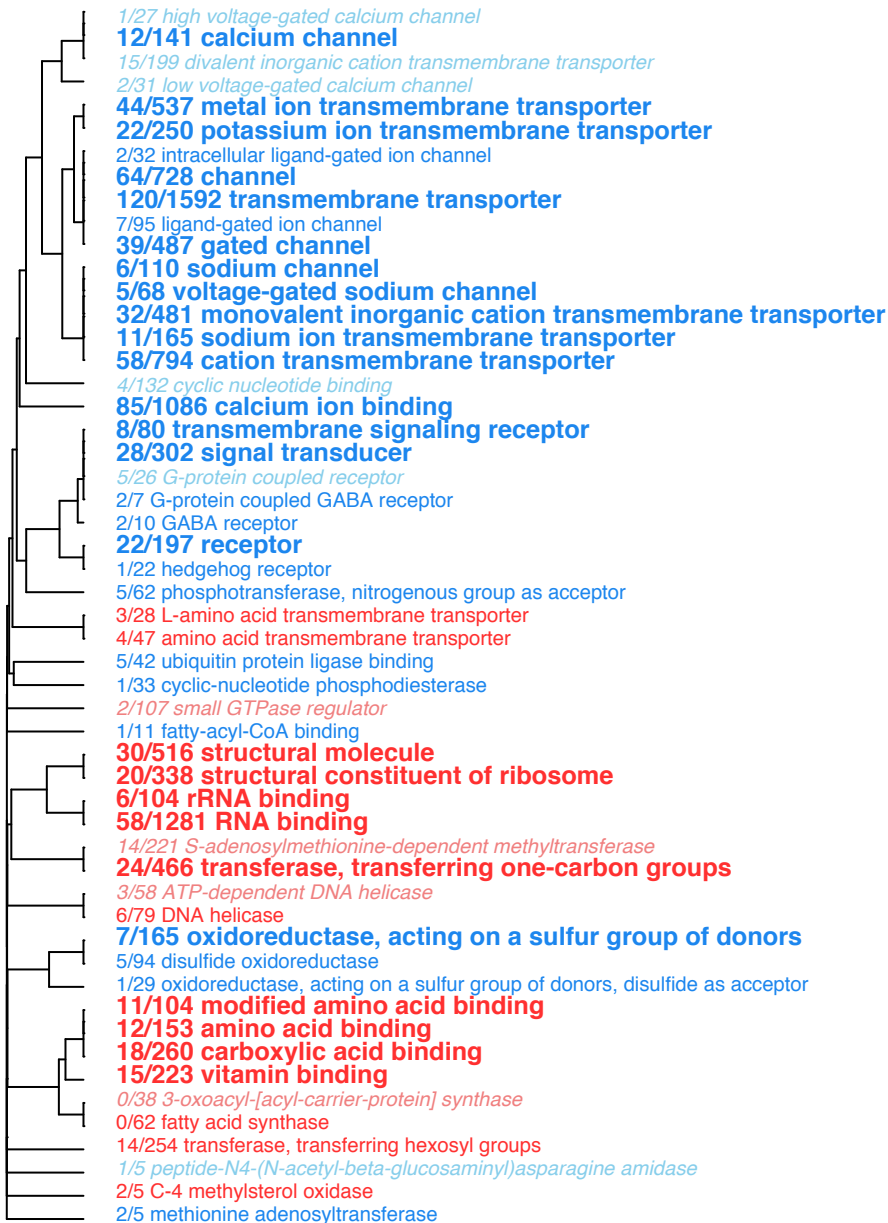 1/27 high voltage-gated calcium channel
12/141 calcium channel
15/199 divalent inorganic cation transmembrane transporter
2/31 low voltage-gated calcium channel
44/537 metal ion transmembrane transporter
22/250 potassium ion transmembrane transporter
2/32 intracellular ligand-gated ion channel
64/728 channel
120/1592 transmembrane transporter
7/95 ligand-gated ion channel
39/487 gated channel
6/110 sodium channel
5/68 voltage-gated sodium channel
32/481 monovalent inorganic cation transmembrane transporter
11/165 sodium ion transmembrane transporter
58/794 cation transmembrane transporter
4/132 cyclic nucleotide binding
85/1086 calcium ion binding
8/80 transmembrane signaling receptor
28/302 signal transducer
5/26 G-protein coupled receptor
2/7 G-protein coupled GABA receptor
2/10 GABA receptor
22/197 receptor
1/22 hedgehog receptor
5/62 phosphotransferase, nitrogenous group as acceptor
3/28 L-amino acid transmembrane transporter
4/47 amino acid transmembrane transporter
5/42 ubiquitin protein ligase binding
1/33 cyclic-nucleotide phosphodiesterase
2/107 small GTPase regulator
1/11 fatty-acyl-CoA binding
30/516 structural molecule
20/338 structural constituent of ribosome
6/104 rRNA binding
58/1281 RNA binding
14/221 S-adenosylmethionine-dependent methyltransferase
24/466 transferase, transferring one-carbon groups
3/58 ATP-dependent DNA helicase
6/79 DNA helicase
7/165 oxidoreductase, acting on a sulfur group of donors
5/94 disulfide oxidoreductase
1/29 oxidoreductase, acting on a sulfur group of donors, disulfide as acceptor
11/104 modified amino acid binding
12/153 amino acid binding
18/260 carboxylic acid binding
15/223 vitamin binding
0/38 3-oxoacyl-[acyl-carrier-protein] synthase
0/62 fatty acid synthase
14/254 transferase, transferring hexosyl groups
1/5 peptide-N4-(N-acetyl-beta-glucosaminyl)asparagine amidase
2/5 C-4 methylsterol oxidase
2/5 methionine adenosyltransferase